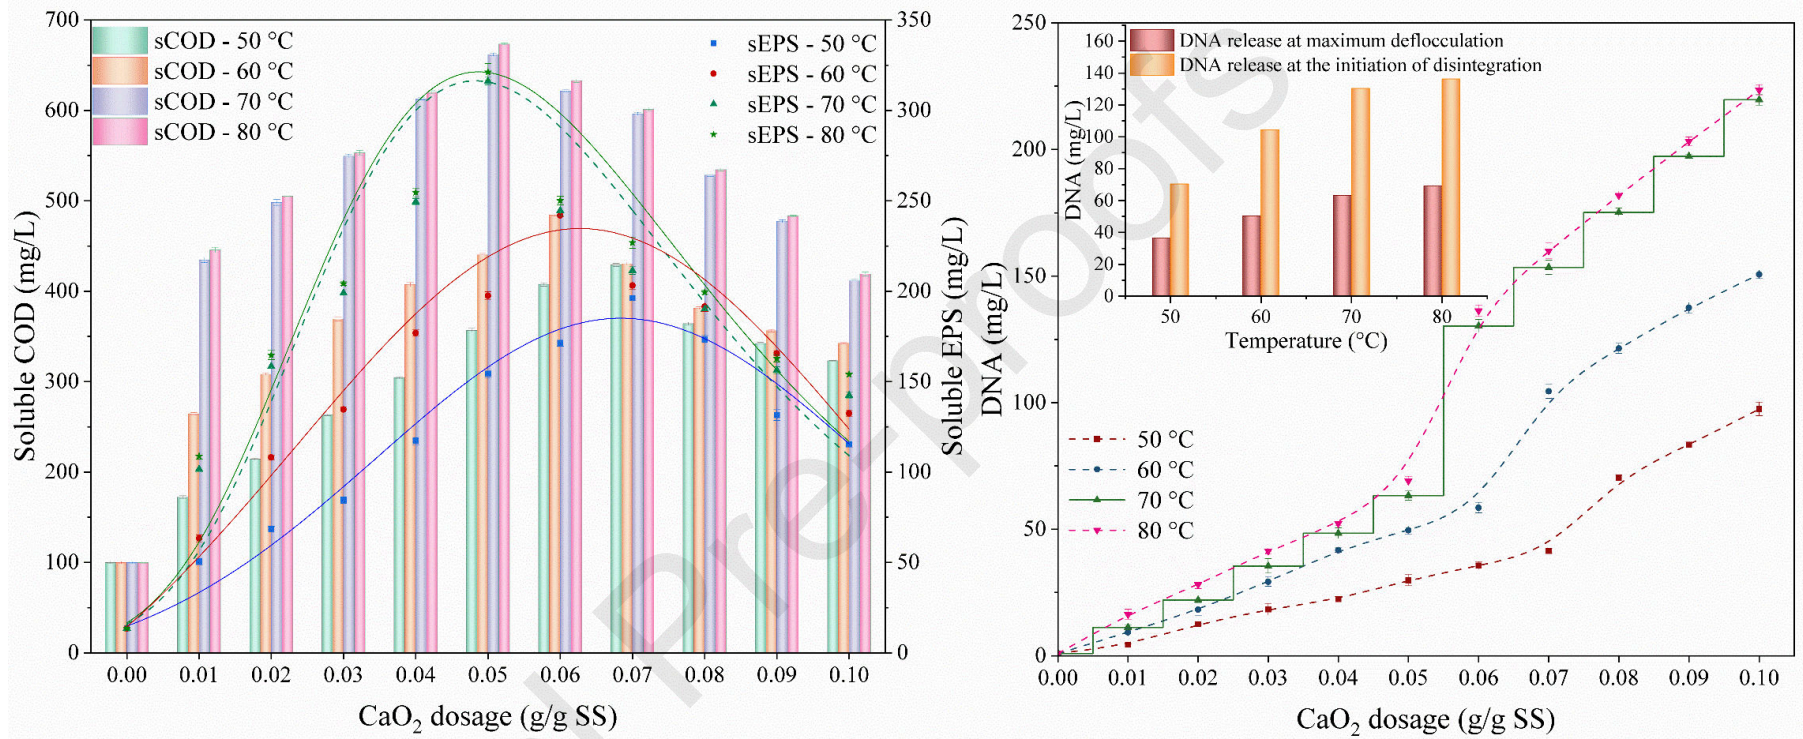 700
600
500
400
300
200
100
0
Soluble COD (mg/L)
sCOD - 50 °C
sCOD - 60 °C
sCOD - 70 °C
sCOD - 80 °C
sEPS - 50 °C
sEPS - 60 °C
sEPS - 70 °C
sEPS - 80 °C
350
300
250
200
150
100
50
0
Soluble EPS (mg/L)
0.00 0.01 0.02 0.03 0.04 0.05 0.06 0.07 0.08 0.09 0.10
CaO2 dosage (g/g SS)
250
200
150
100
50
0
DNA (mg/L)
160
140
120
100
80
60
40
20
0
DNA (mg/L)
DNA release at maximum deflocculation
DNA release at the initiation of disintegration
50 60 70 80
Temperature (°C)
50 °C
60 °C
70 °C
80 °C
0.00 0.01 0.02 0.03 0.04 0.05 0.06 0.07 0.08 0.09 0.10
CaO2 dosage (g/g SS)
Pre-proofs